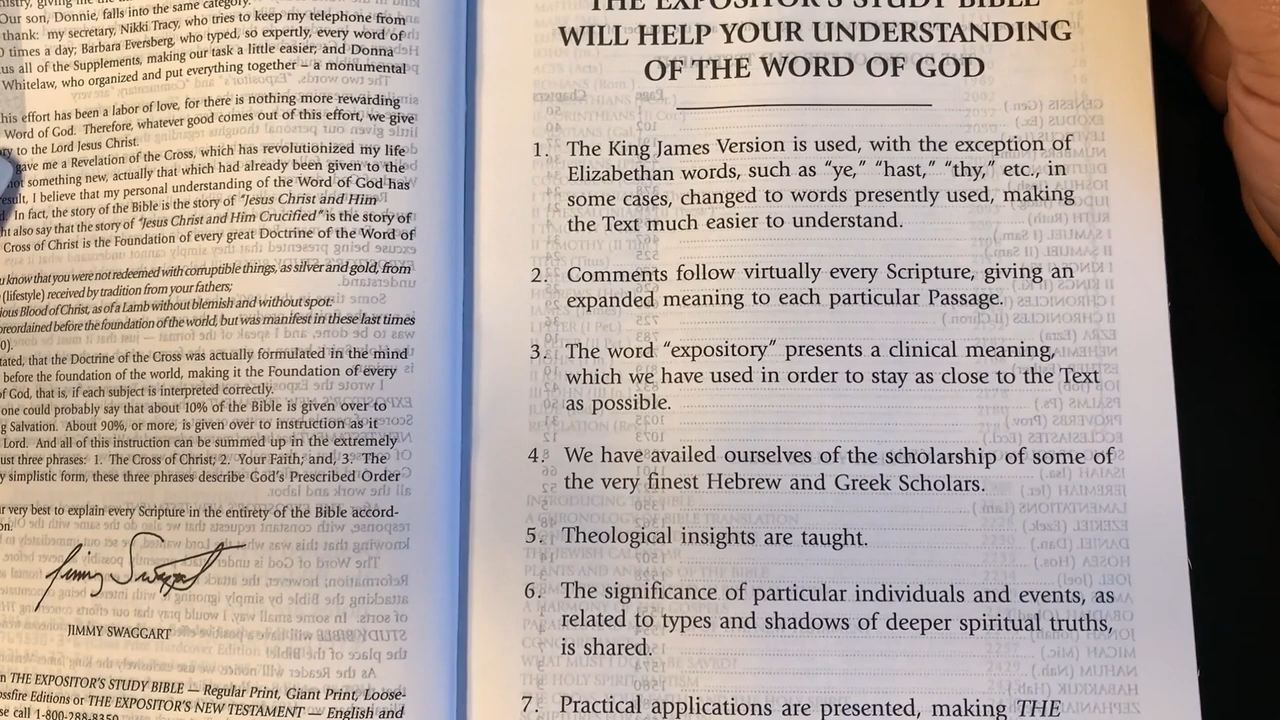 nistry, giving me the
Our son, Donnie, falls into the same category.
thank: my secretary, Nikki Tracy, who tries to keep my telephone from
0 times a day; Barbara Eversberg, who typed, so expertly, every word of
us all of the Supplements, making our task a little easier, and Donna
Whitelaw, who organized and put everything together — a monumental
his effort has been a labor of love, for there is nothing more rewarding
Word of God. Therefore, whatever good comes out of this effort, we give
ry to the Lord Jesus Christ.
gave me a Revelation of the Cross, which has revolutionized my life
not something new, actually that which had already been given to the
result, I believe that my personal understanding of the Word of God has
d. In fact, the story of the Bible is the story of "Jesus Christ and Him
ht also say that the story of "Jesus Christ and Him Crucified" is the story of
Cross of Christ is the Foundation of every great Doctrine of the Word of
u know that you were not redeemed with corruptible things, as silver and gold, from
(lifestyle) received by tradition from your fathers;
ious Blood of Christ, as of a Lamb without blemish and without spot:
oreordained before the foundation of the world, but was manifest in these last times
0).
tated, that the Doctrine of the Cross was actually formulated in the mind
before the foundation of the world, making it the Foundation of every
of God, that is, if each subject is interpreted correctly.
one could probably say that about 10% of the Bible is given over to
g Salvation. About 90%, or more, is given over to instruction as it
Lord. And all of this instruction can be summed up in the extremely
ust three phrases: 1. The Cross of Christ; 2. Your Faith; and, 3. The
y simplistic form, these three phrases describe God's Prescribed Order
ur very best to explain every Scripture in the entirety of the Bible accord-
on.
Jimmy Swaggart
JIMMY SWAGGART
n THE EXPOSITOR'S STUDY BIBLE — Regular Print, Giant Print, Loose-
ossfire Editions or THE EXPOSITOR'S NEW TESTAMENT — English and
se call 1-800-288-8350
THE EXPOSITOR'S STUDY BIBLE
WILL HELP YOUR UNDERSTANDING
OF THE WORD OF GOD
1. The King James Version is used, with the exception of
Elizabethan words, such as "ye," "hast," "thy," etc., in
some cases, changed to words presently used, making
the Text much easier to understand.
2. Comments follow virtually every Scripture, giving an
expanded meaning to each particular Passage.
3. The word "expository" presents a clinical meaning,
which we have used in order to stay as close to the Text
as possible.
4. We have availed ourselves of the scholarship of some of
the very finest Hebrew and Greek Scholars.
5. Theological insights are taught.
6. The significance of particular individuals and events, as
related to types and shadows of deeper spiritual truths,
is shared.
7. Practical applications are presented, making THE